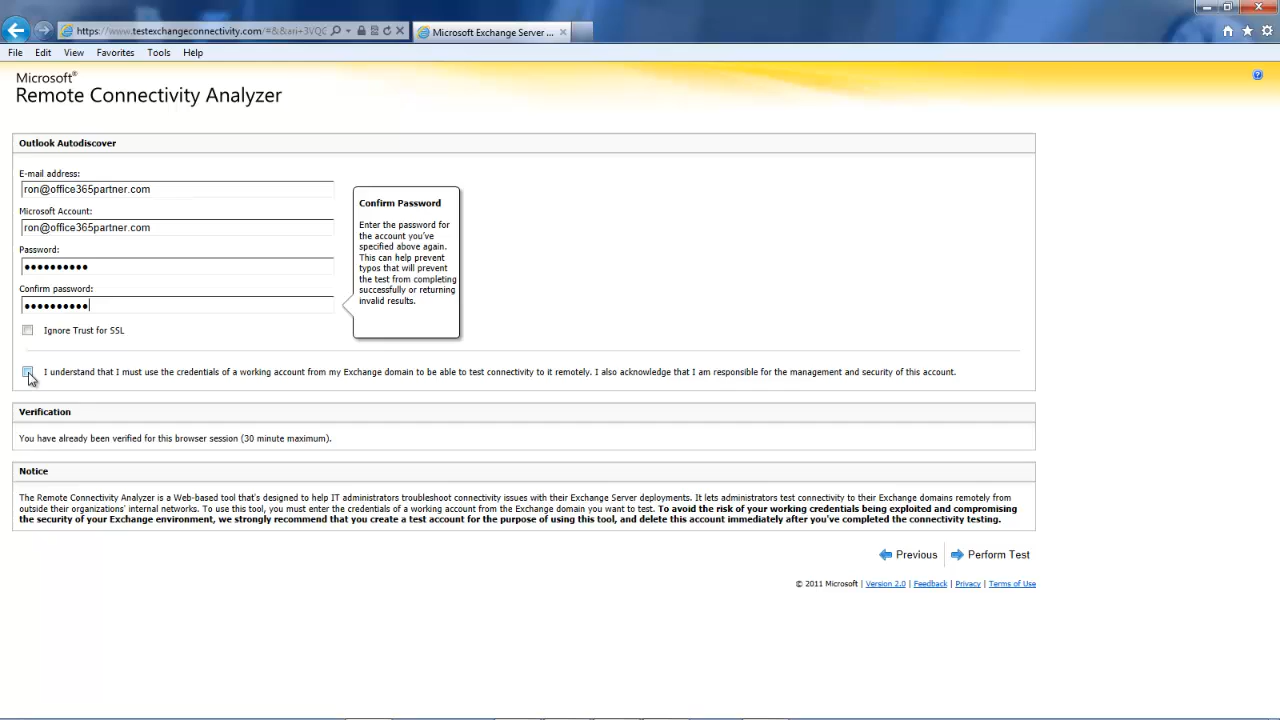 https://www.testexchangeconnectivity.com/
Microsoft Exchange Server ...
File Edit View Favorites Tools Help
Microsoft®
Remote Connectivity Analyzer
Outlook Autodiscover
E-mail address:
ron@office365partner.com
Microsoft Account:
ron@office365partner.com
Password:
●●●●●●●●●●
Confirm password:
●●●●●●●●●●
Confirm Password
Enter the password for
the account you've
specified above again.
This can help prevent
typos that will prevent
the test from completing
successfully or returning
invalid results.
Ignore Trust for SSL
I understand that I must use the credentials of a working account from my Exchange domain to be able to test connectivity to it remotely. I also acknowledge that I am responsible for the management and security of this account.
Verification
You have already been verified for this browser session (30 minute maximum).
Notice
The Remote Connectivity Analyzer is a Web-based tool that's designed to help IT administrators troubleshoot connectivity issues with their Exchange Server deployments. It lets administrators test connectivity to their Exchange domains remotely from
outside their organizations' internal networks. To use this tool, you must enter the credentials of a working account from the Exchange domain you want to test. To avoid the risk of your working credentials being exploited and compromising
the security of your Exchange environment, we strongly recommend that you create a test account for the purpose of using this tool, and delete this account immediately after you've completed the connectivity testing.
Previous | Perform Test
© 2011 Microsoft | Version 2.0 | Feedback | Privacy | Terms of Use